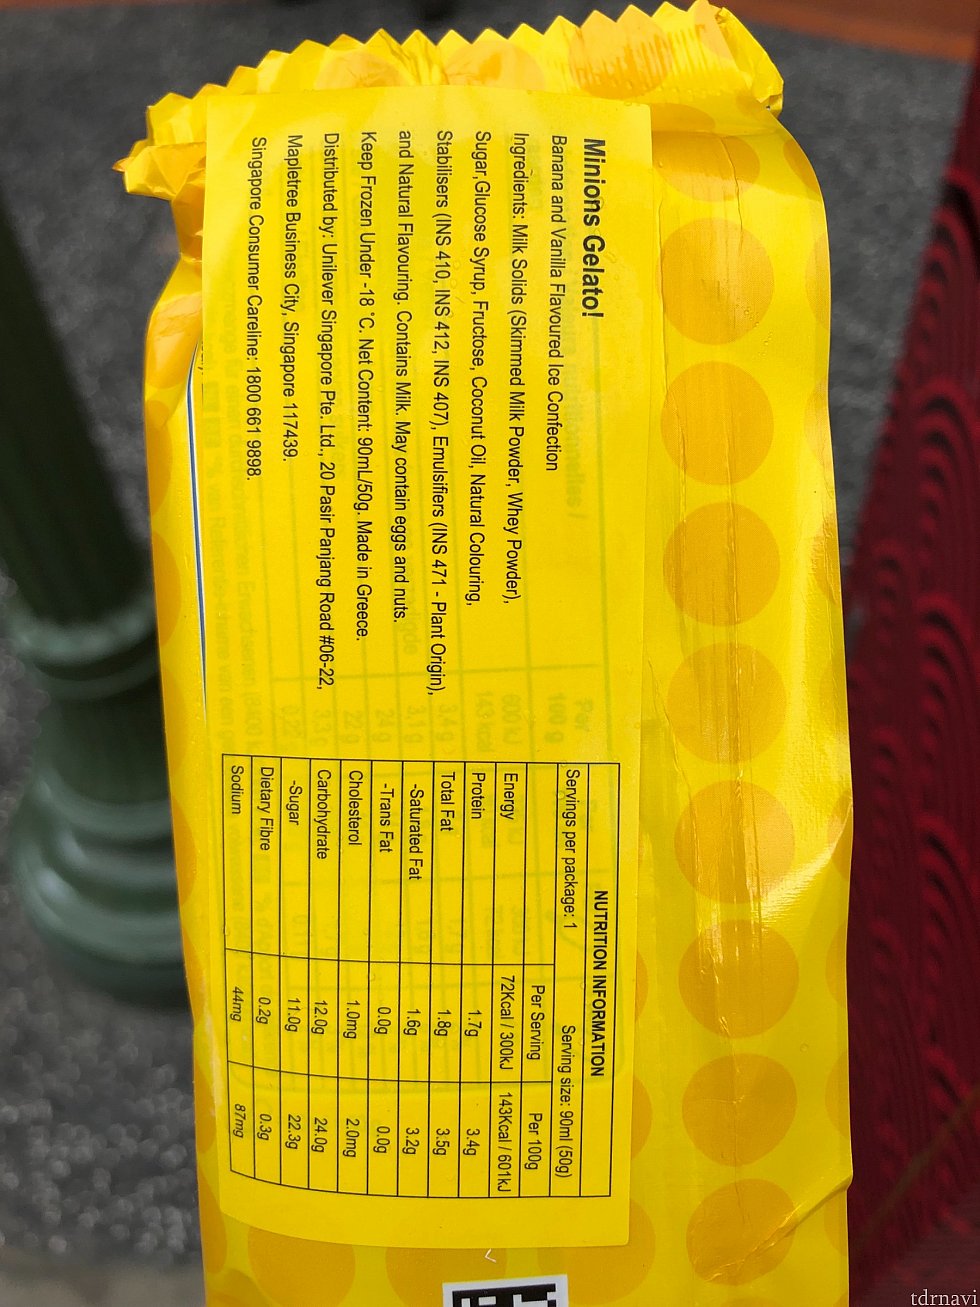 Minions Gelato!
Banana and Vanilla Flavoured Ice Confection
Ingredients: Milk Solids (Skimmed Milk Powder, Whey Powder),
Sugar,Glucose Syrup, Fructose, Coconut Oil, Natural Colouring,
Stabilisers (INS 410, INS 412, INS 407), Emulsifiers (INS 471 - Plant Origin),
and Natural Flavouring. Contains Milk. May contain eggs and nuts.
Keep Frozen Under -18 °C. Net Content: 90mL/50g. Made in Greece.
Distributed by: Unilever Singapore Pte. Ltd., 20 Pasir Panjang Road #06-22,
Mapletree Business City, Singapore 117439.
Singapore Consumer Careline: 1800 661 9898.
NUTRITION INFORMATION
Servings per package: 1 Serving size: 90ml (50g)
Per Serving Per 100g
Energy 72Kcal / 300kJ 143Kcal / 601kJ
Protein 1.7g 3.4g
Total Fat 1.8g 3.5g
-Saturated Fat 1.6g 3.2g
-Trans Fat 0.0g 0.0g
Cholesterol 1.0mg 2.0mg
Carbohydrate 12.0g 24.0g
-Sugar 11.0g 22.3g
Dietary Fibre 0.2g 0.3g
Sodium 44mg 87mg
tdrnavi